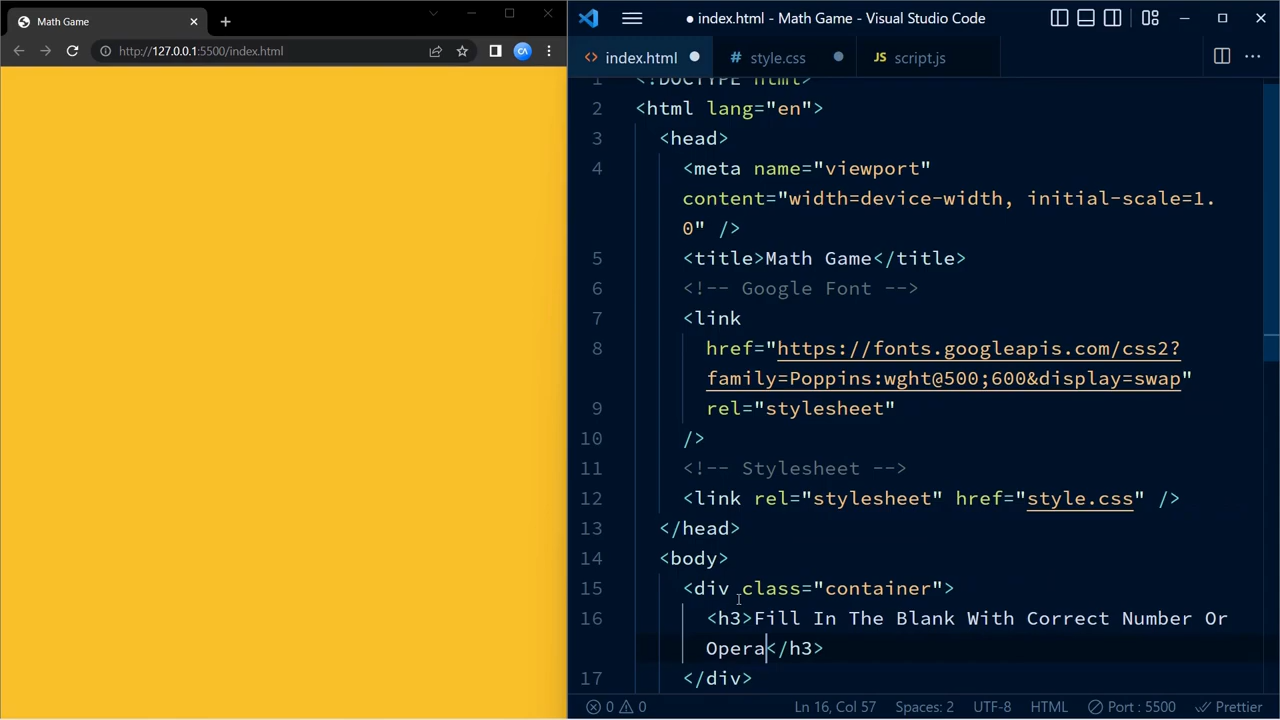 Math Game
http://127.0.0.1:5500/index.html
index.html - Math Game - Visual Studio Code
<> index.html
# style.css
JS script.js
1 <!DOCTYPE html>
2 <html lang="en">
3 <head>
4 <meta name="viewport"
content="width=device-width, initial-scale=1.
0" />
5 <title>Math Game</title>
6 <!-- Google Font -->
7 <link
8 href="https://fonts.googleapis.com/css2?
family=Poppins:wght@500;600&display=swap"
9 rel="stylesheet"
10 />
11 <!-- Stylesheet -->
12 <link rel="stylesheet" href="style.css" />
13 </head>
14 <body>
15 <div class="container">
16 <h3>Fill In The Blank With Correct Number Or
Opera</h3>
17 </div>
0 0 Ln 16, Col 57 Spaces: 2 UTF-8 HTML Port : 5500 Prettier